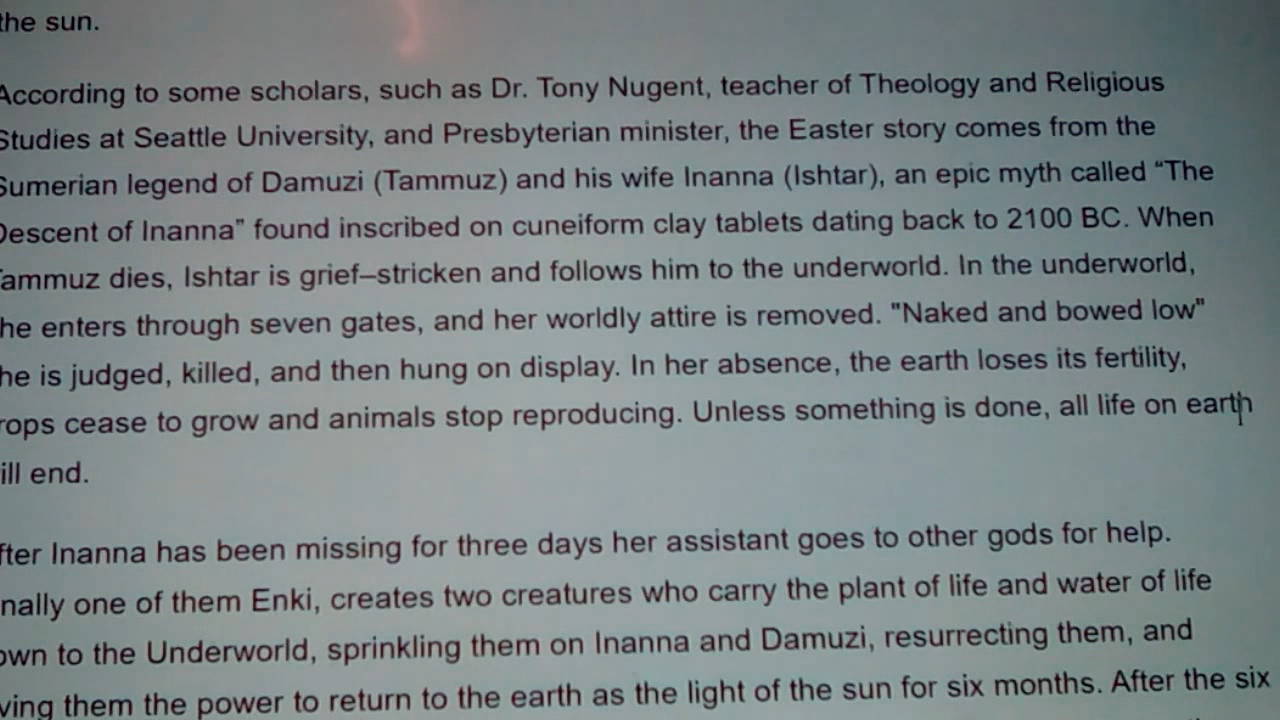 the sun.
According to some scholars, such as Dr. Tony Nugent, teacher of Theology and Religious
Studies at Seattle University, and Presbyterian minister, the Easter story comes from the
Sumerian legend of Damuzi (Tammuz) and his wife Inanna (Ishtar), an epic myth called “The
Descent of Inanna” found inscribed on cuneiform clay tablets dating back to 2100 BC. When
ammuz dies, Ishtar is grief–stricken and follows him to the underworld. In the underworld,
he enters through seven gates, and her worldly attire is removed. "Naked and bowed low"
he is judged, killed, and then hung on display. In her absence, the earth loses its fertility,
rops cease to grow and animals stop reproducing. Unless something is done, all life on earth
ill end.
fter Inanna has been missing for three days her assistant goes to other gods for help.
nally one of them Enki, creates two creatures who carry the plant of life and water of life
own to the Underworld, sprinkling them on Inanna and Damuzi, resurrecting them, and
ving them the power to return to the earth as the light of the sun for six months. After the six